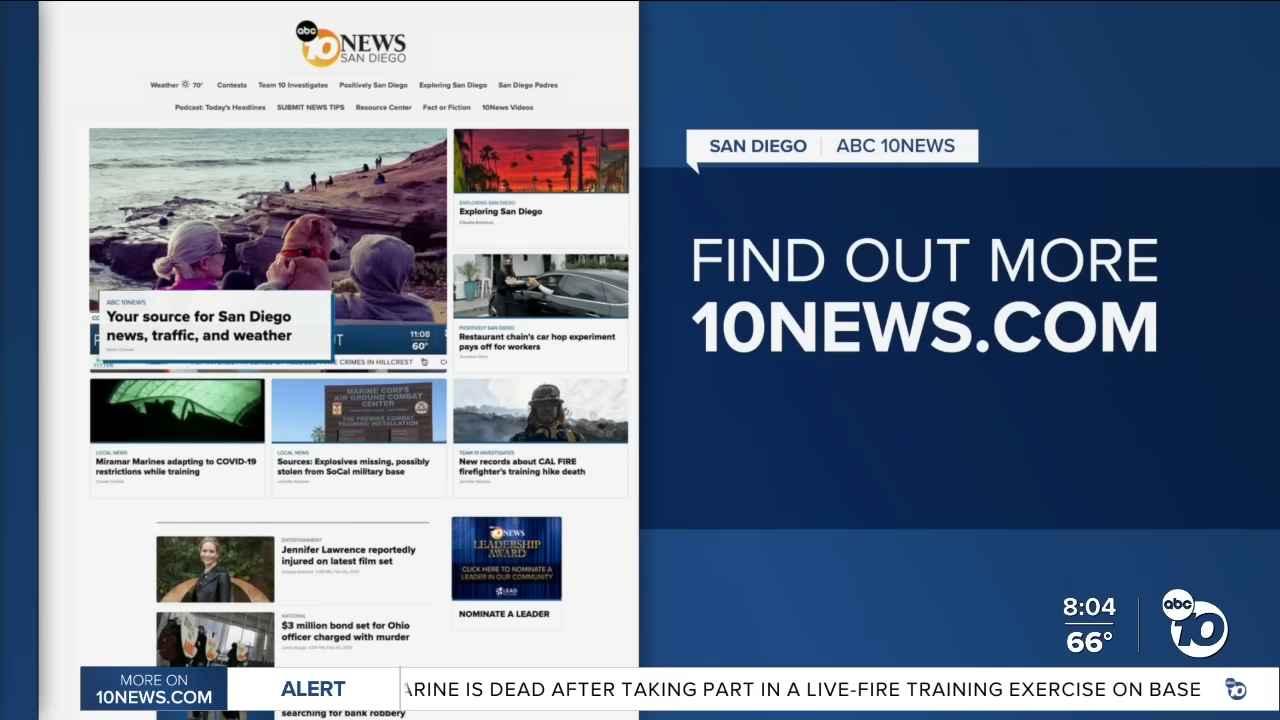 abc
10 NEWS
SAN DIEGO
Weather 70° Contests Team 10 Investigates Positively San Diego Exploring San Diego San Diego Padres
Podcast: Today's Headlines SUBMIT NEWS TIPS Resource Center Fact or Fiction 10News Videos
ABC 10NEWS
Your source for San Diego
news, traffic, and weather
11:08
60°
CRIMES IN HILLCREST
EXPLORING SAN DIEGO
Exploring San Diego
POSITIVELY SAN DIEGO
Restaurant chain's car hop experiment
pays off for workers
LOCAL NEWS
Miramar Marines adapting to COVID-19
restrictions while training
MARINE CORPS
AIR GROUND COMBAT
CENTER
THE PREMIER COMBAT
TRAINING INSTALLATION
LOCAL NEWS
Sources: Explosives missing, possibly
stolen from SoCal military base
TEAM 10 INVESTIGATES
New records about CAL FIRE
firefighter's training hike death
ENTERTAINMENT
Jennifer Lawrence reportedly
injured on latest film set
NATIONAL
$3 million bond set for Ohio
officer charged with murder
searching for bank robbery
10 NEWS
LEADERSHIP
AWARD
CLICK HERE TO NOMINATE A
LEADER IN OUR COMMUNITY
LEAD
NOMINATE A LEADER
SAN DIEGO ABC 10NEWS
FIND OUT MORE
10NEWS.COM
8:04
66°
abc
10
MORE ON
10NEWS.COM
ALERT
ARINE IS DEAD AFTER TAKING PART IN A LIVE-FIRE TRAINING EXERCISE ON BASE